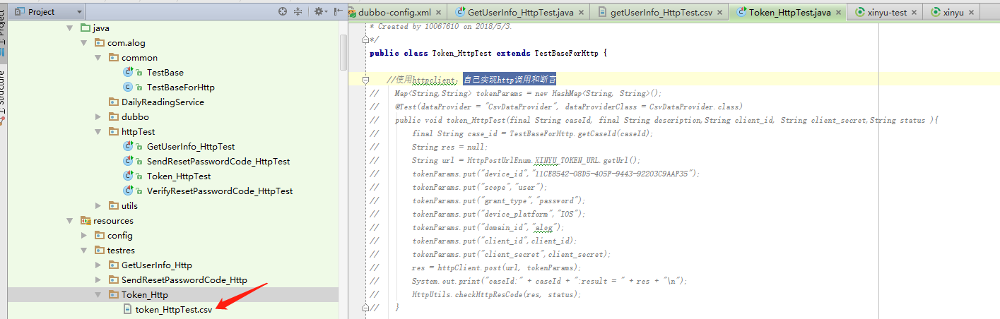 Project
1: Project
7: Structure
java
com.alog
common
TestBase
TestBaseForHttp
DailyReadingService
dubbo
httpTest
GetUserInfo_HttpTest
SendResetPasswordCode_HttpTest
Token_HttpTest
VerifyResetPasswordCode_HttpTest
utils
resources
config
testres
GetUserInfo_Http
SendResetPasswordCode_Http
Token_Http
token_HttpTest.csv
dubbo-config.xml GetUserInfo_HttpTest.java getUserInfo_HttpTest.csv Token_HttpTest.java xinyu-test xinyu
* Created by 10067610 on 2018/5/3.
*/
public class Token_HttpTest extends TestBaseForHttp {
//使用httpclient; 自己实现http调用和断言
// Map<String,String> tokenParams = new HashMap<String, String>();
// @Test(dataProvider = "CsvDataProvider", dataProviderClass = CsvDataProvider.class)
// public void token_HttpTest(final String caseId, final String description,String client_id, String client_secret,String status ){
// final String case_id = TestBaseForHttp.getCaseId(caseId);
// String res = null;
// String url = HttpPostUrlEnum.XINYU_TOKEN_URL.getUrl();
// tokenParams.put("device_id","11CE8542-08D5-405F-9443-92203C9AAF35");
// tokenParams.put("scope","user");
// tokenParams.put("grant_type","password");
// tokenParams.put("device_platform","IOS");
// tokenParams.put("domain_id","alog");
// tokenParams.put("client_id",client_id);
// tokenParams.put("client_secret",client_secret);
// res = httpClient.post(url, tokenParams);
// System.out.print("caseId:" + caseId + ":result = " + res + "\n");
// HttpUtils.checkHttpResCode(res, status);
// }